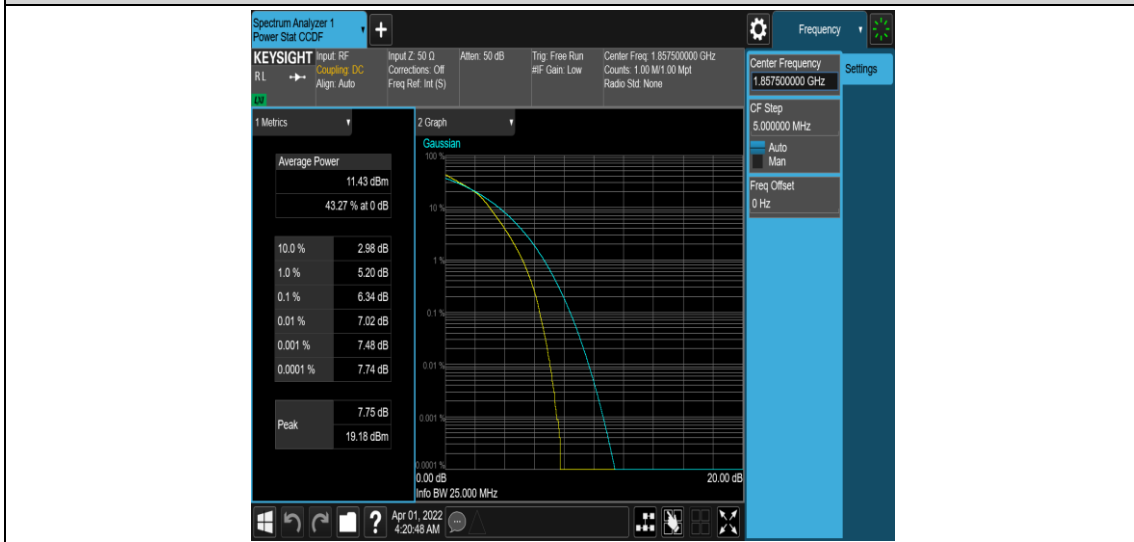 Spectrum Analyzer 1
Power Stat CCDF
Frequency
KEYSIGHT
Input: RF
Input Z: 50 Ω
Atten: 50 dB
Trig: Free Run
Center Freq: 1.857500000 GHz
RL
Coupling: DC
Corrections: Off
#IF Gain: Low
Counts: 1.00 M/1.00 Mpt
Align: Auto
Freq Ref: Int (S)
Radio Std: None
LXI
1 Metrics
Average Power
11.43 dBm
43.27 % at 0 dB
10.0 % 2.98 dB
1.0 % 5.20 dB
0.1 % 6.34 dB
0.01 % 7.02 dB
0.001 % 7.48 dB
0.0001 % 7.74 dB
Peak
7.75 dB
19.18 dBm
2 Graph
Gaussian
100 %
10 %
1 %
0.1 %
0.01 %
0.001 %
0.0001 %
0.00 dB
20.00 dB
Info BW 25.000 MHz
Center Frequency
1.857500000 GHz
Settings
CF Step
5.000000 MHz
Auto
Man
Freq Offset
0 Hz
?
Apr 01, 2022
4:20:48 AM